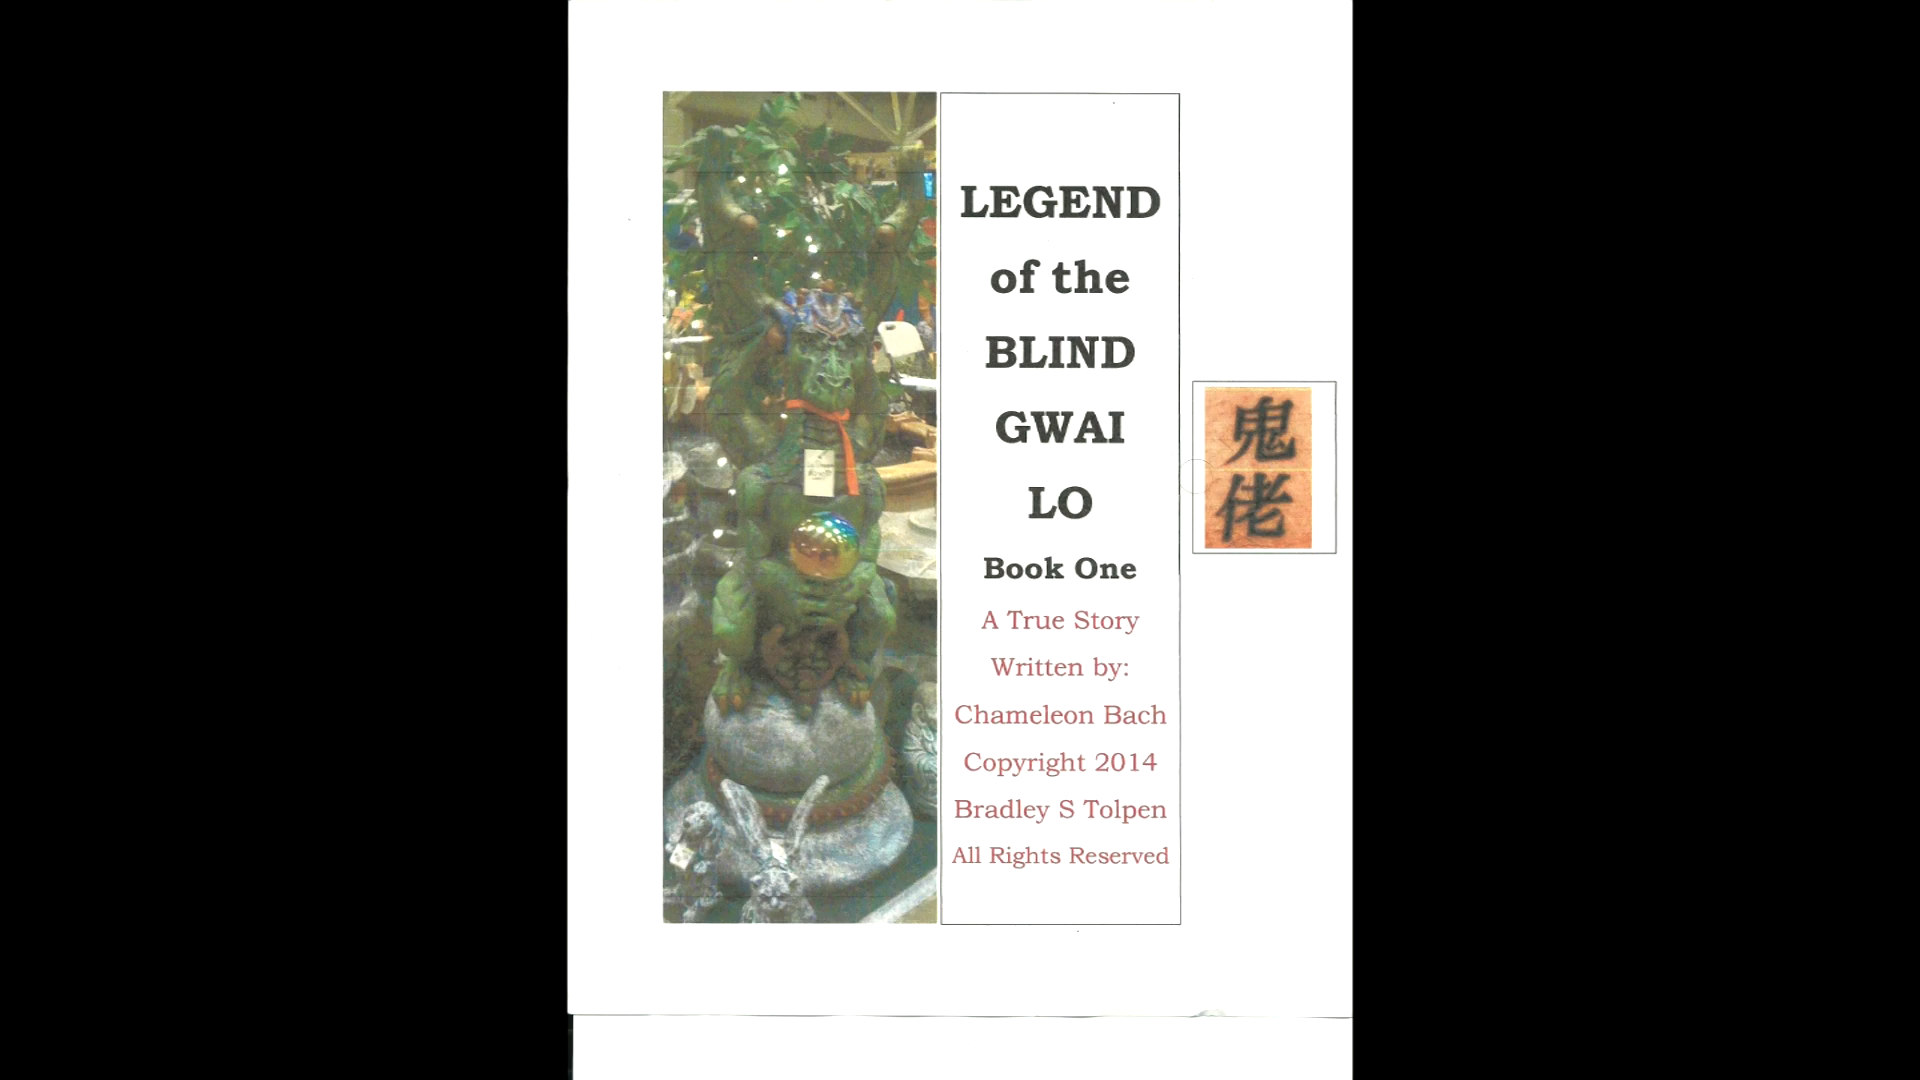 LEGEND
of the
BLIND
GWAI
LO
Book One
A True Story
Written by:
Chameleon Bach
Copyright 2014
Bradley S Tolpen
All Rights Reserved
鬼
佬